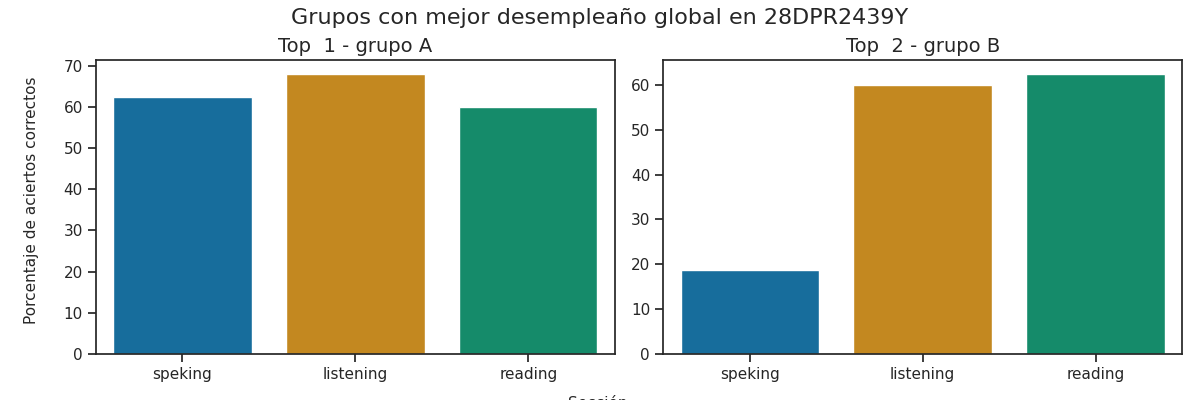 Grupos con mejor desempleaño global en 28DPR2439Y
Top  1 - grupo A
Porcentaje de aciertos correctos
70
60
50
40
30
20
10
0
speking
listening
reading
Top  2 - grupo B
60
50
40
30
20
10
0
speking
listening
reading
Sección